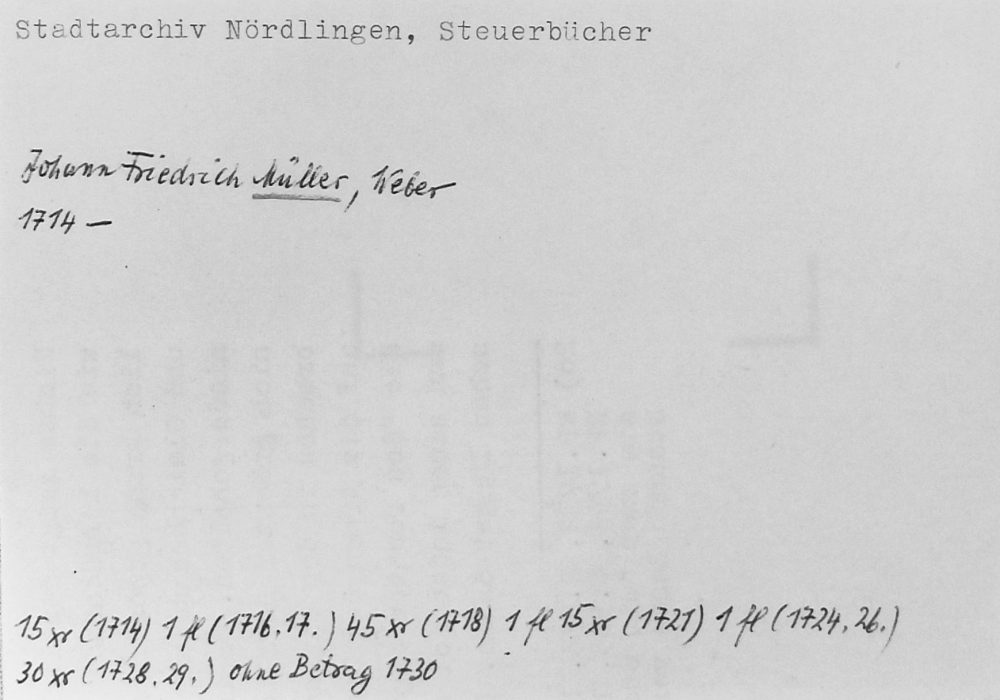 Stadtarchiv Nördlingen, Steuerbücher
Johann Friedrich Müller, Weber
1714 —
15 xr (1714) 1 fl (1716.17.) 45 xr (1718) 1 fl 15 xr (1721) 1 fl (1724.26.)
30 xr (1728.29.) ohne Betrag 1730